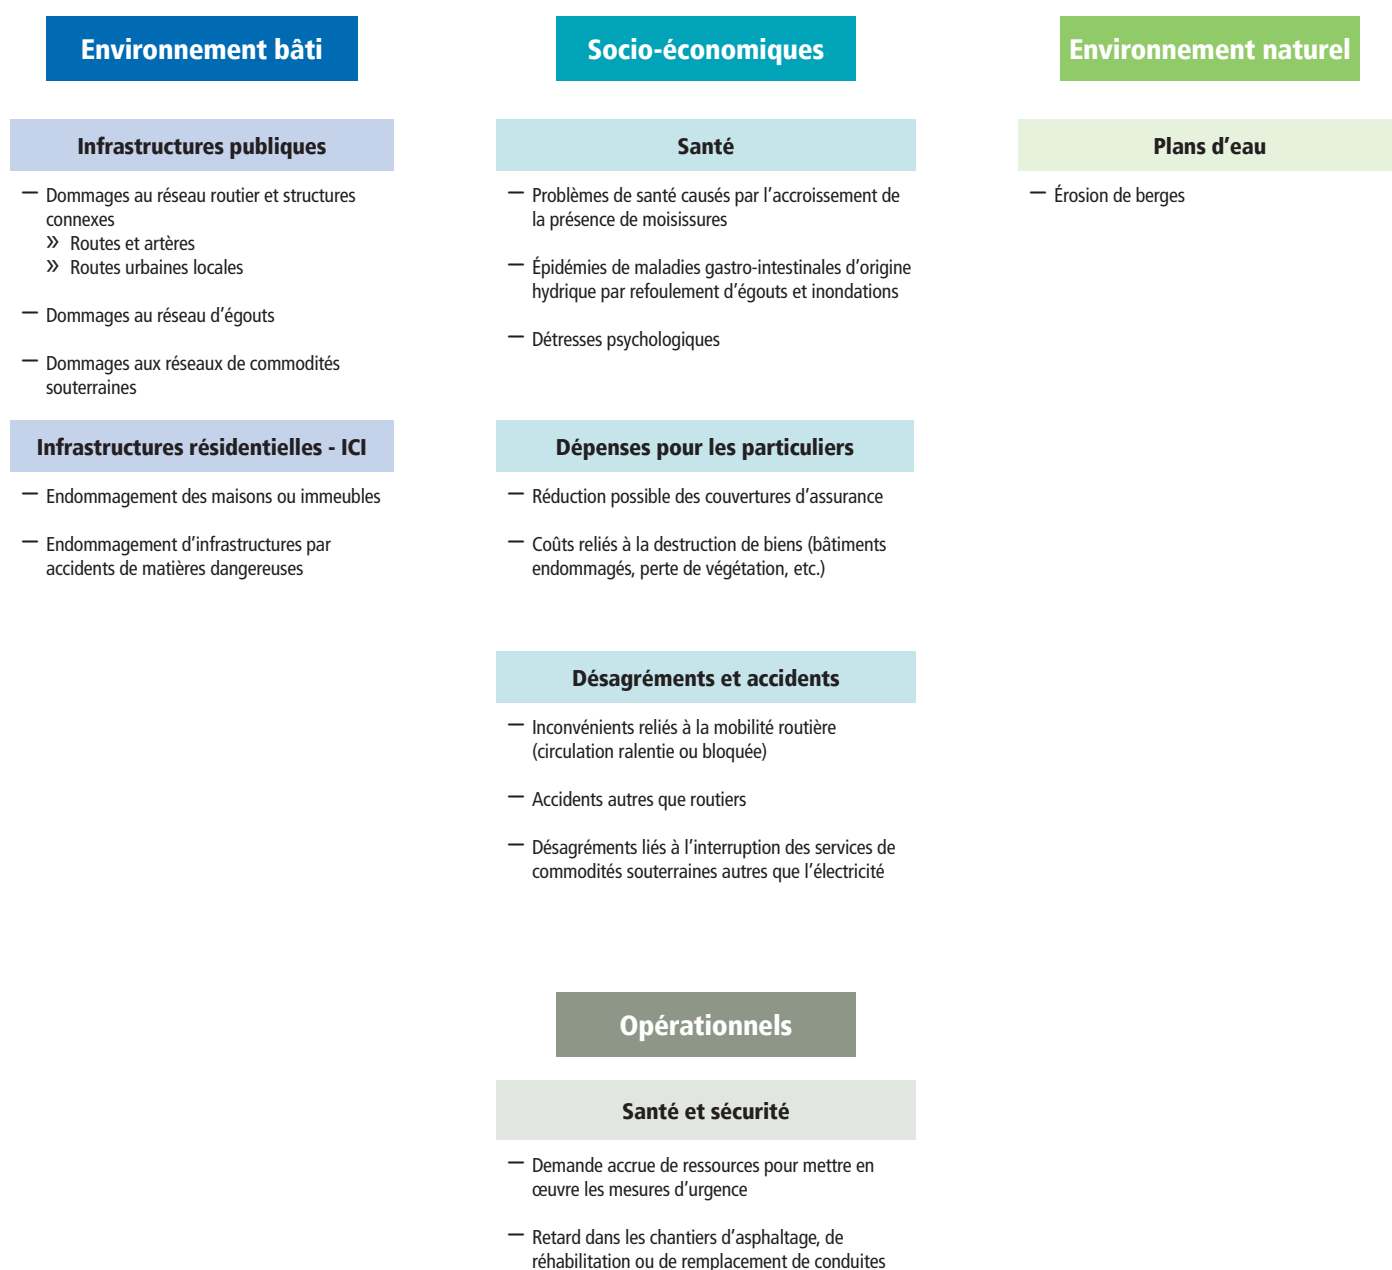 Environnement bâti
Infrastructures publiques
— Dommages au réseau routier et structures
connexes
» Routes et artères
» Routes urbaines locales
— Dommages au réseau d’égouts
— Dommages aux réseaux de commodités
souterraines
Infrastructures résidentielles - ICI
— Endommagement des maisons ou immeubles
— Endommagement d’infrastructures par
accidents de matières dangereuses
Socio-économiques
Santé
— Problèmes de santé causés par l’accroissement de
la présence de moisissures
— Épidémies de maladies gastro-intestinales d’origine
hydrique par refoulement d’égouts et inondations
— Détresses psychologiques
Dépenses pour les particuliers
— Réduction possible des couvertures d’assurance
— Coûts reliés à la destruction de biens (bâtiments
endommagés, perte de végétation, etc.)
Désagréments et accidents
— Inconvénients reliés à la mobilité routière
(circulation ralentie ou bloquée)
— Accidents autres que routiers
— Désagréments liés à l’interruption des services de
commodités souterraines autres que l’électricité
Environnement naturel
Plans d’eau
— Érosion de berges
Opérationnels
Santé et sécurité
— Demande accrue de ressources pour mettre en
œuvre les mesures d’urgence
— Retard dans les chantiers d’asphaltage, de
réhabilitation ou de remplacement de conduites